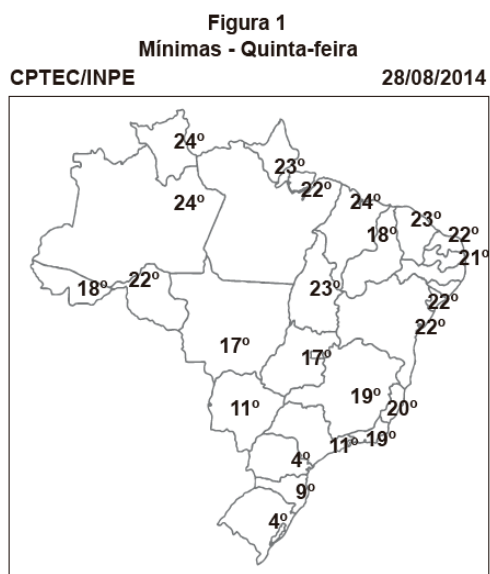 Figura 1
Mínimas - Quinta-feira
CPTEC/INPE 28/08/2014
24º
23º
22º
24º
24º
23º
18º
22º
21º
18º
22º
23º
22º
22º
17º
17º
11º
19º
20º
11º
19º
4º
9º
4º